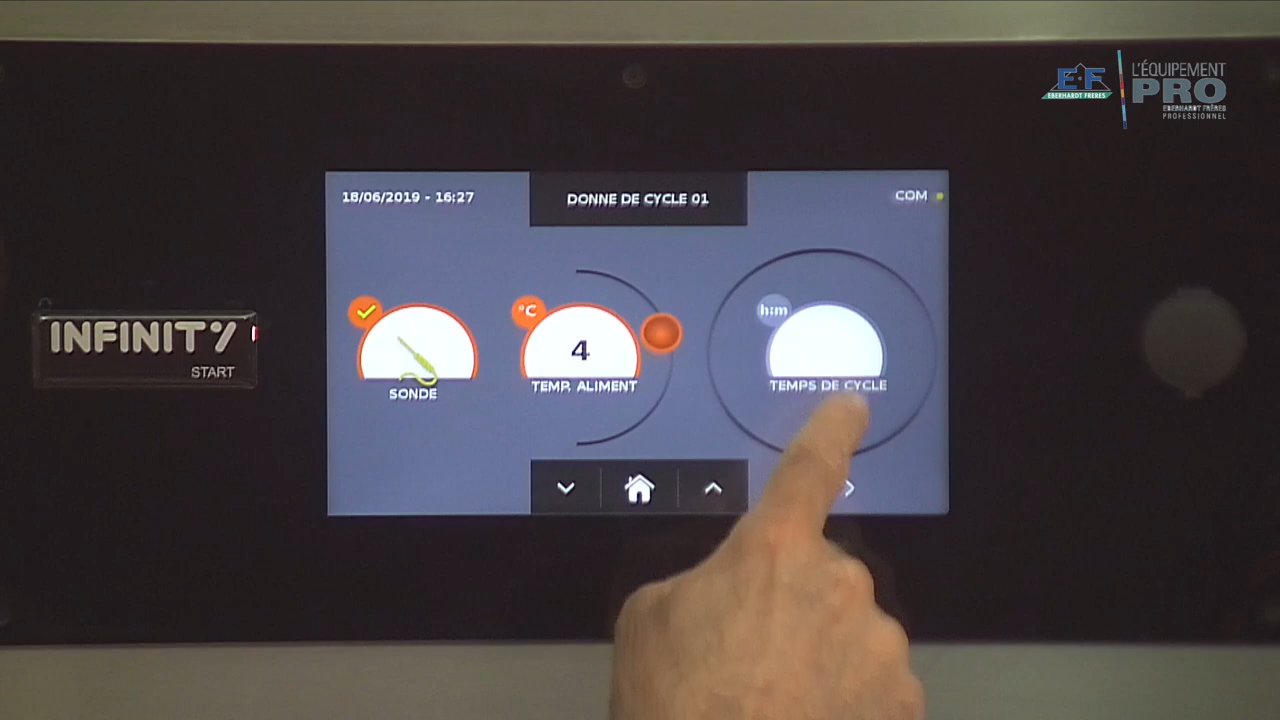 E·F
EBERHARDT FRÈRES
L'ÉQUIPEMENT
PRO
EBERHARDT FRÈRES
PROFESSIONNEL
18/06/2019 - 16:27
DONNE DE CYCLE 01
COM
INFINITY
START
SONDE
°C
4
TEMP. ALIMENT
h:m
TEMPS DE CYCLE